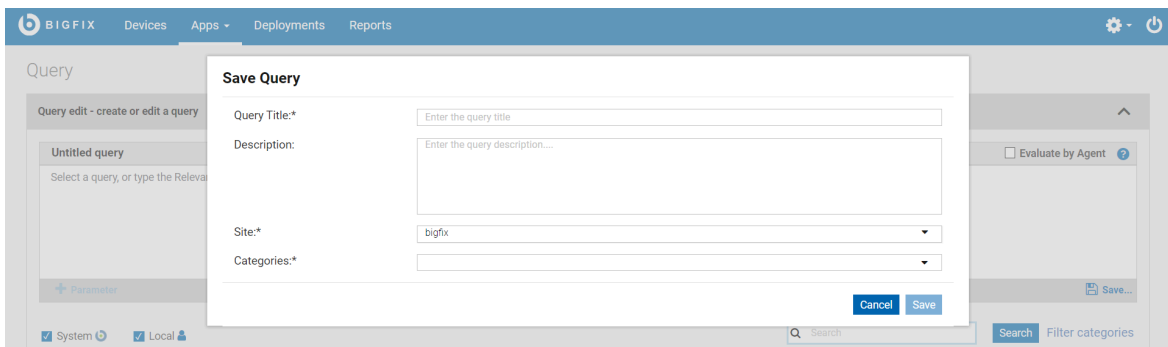 BIGFIX Devices Apps Deployments Reports
Query
Save Query
Query edit - create or edit a query
Query Title:* Enter the query title
Description: Enter the query description....
Untitled query Evaluate by Agent ?
Select a query, or type the
Site:* bigfix
Categories:*
Parameter Save...
Cancel Save
System Local Search Search Filter categories